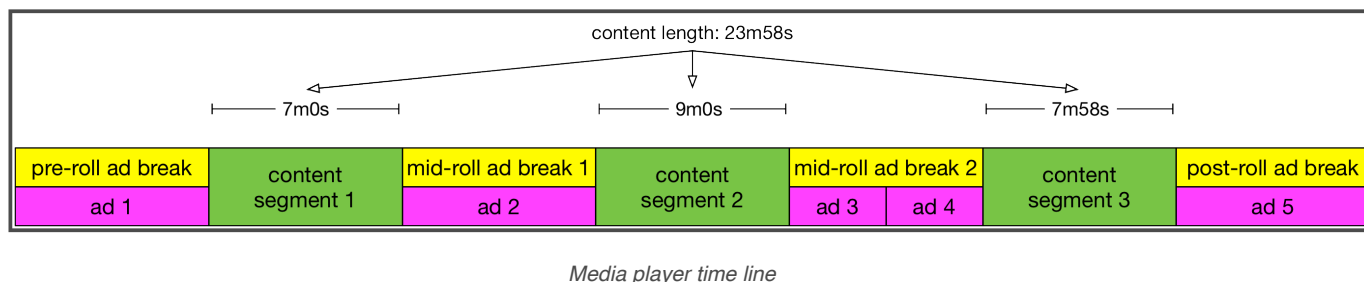 content length: 23m58s
7m0s
9m0s
7m58s
pre-roll ad break
content
segment 1
mid-roll ad break 1
content
segment 2
mid-roll ad break 2
content
segment 3
post-roll ad break
ad 1
ad 2
ad 3
ad 4
ad 5
Media player time line